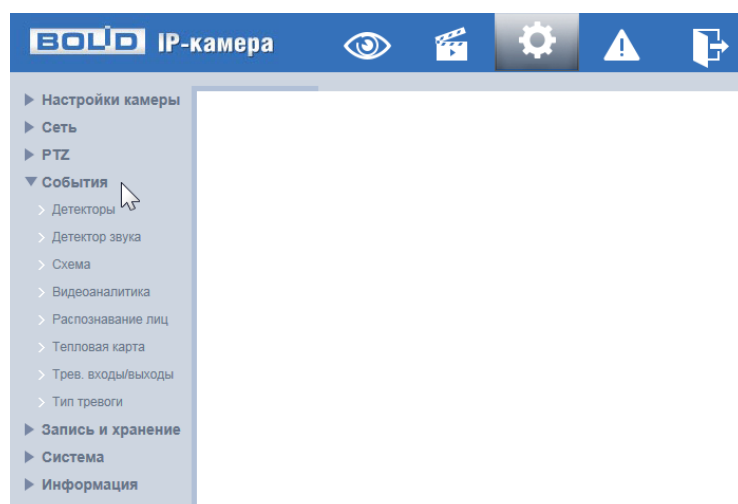 BOLID IP-камера
Настройки камеры
Сеть
PTZ
События
Детекторы
Детектор звука
Схема
Видеоаналитика
Распознавание лиц
Тепловая карта
Трев. входы/выходы
Тип тревоги
Запись и хранение
Система
Информация